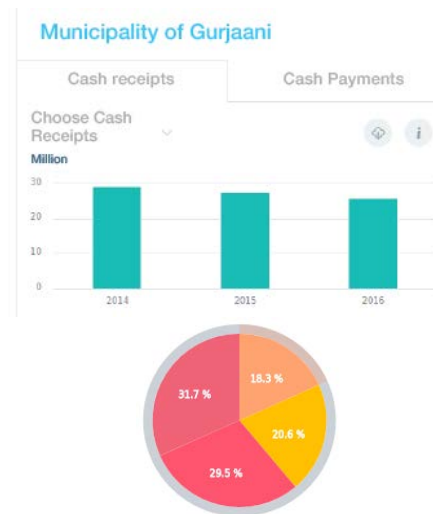 Municipality of Gurjaani
Cash receipts
Cash Payments
Choose Cash
Receipts
i
Million
30
20
10
0
2014
2015
2016
31.7 %
18.3 %
20.6 %
29.5 %